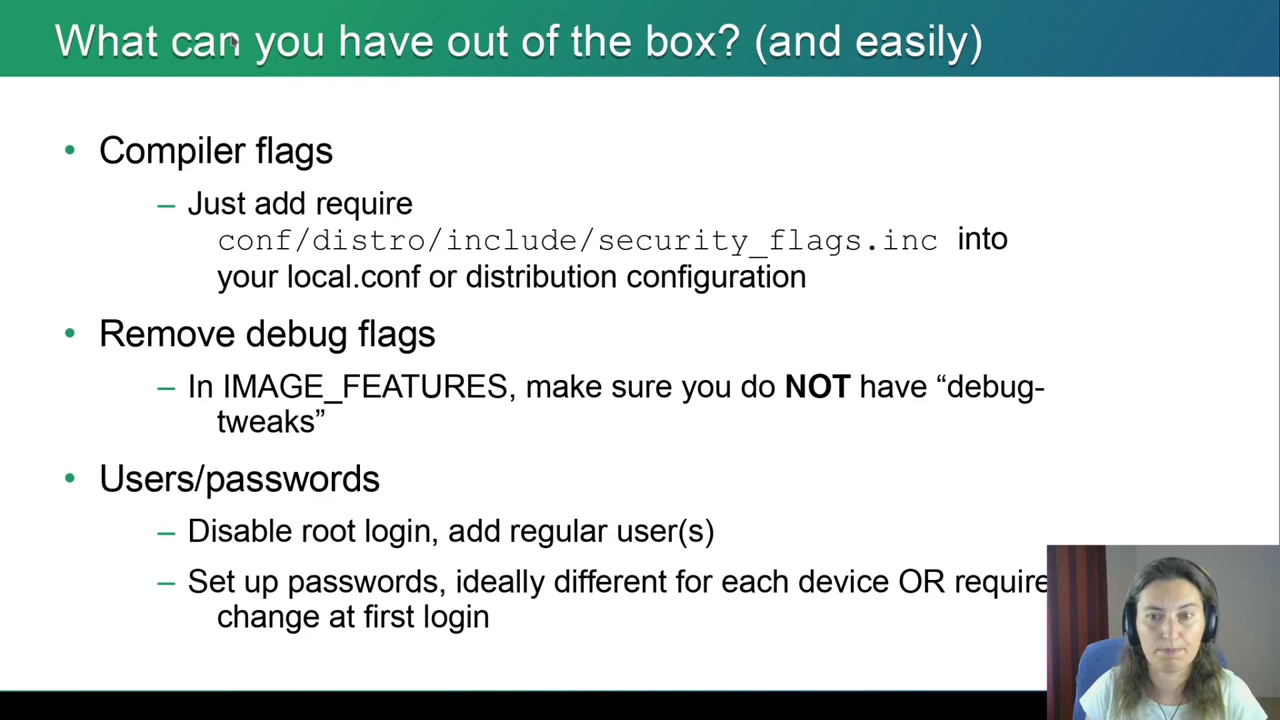 What can you have out of the box? (and easily)
• Compiler flags
– Just add require
conf/distro/include/security_flags.inc into
your local.conf or distribution configuration
• Remove debug flags
– In IMAGE_FEATURES, make sure you do NOT have “debug-
tweaks”
• Users/passwords
– Disable root login, add regular user(s)
– Set up passwords, ideally different for each device OR require
change at first login